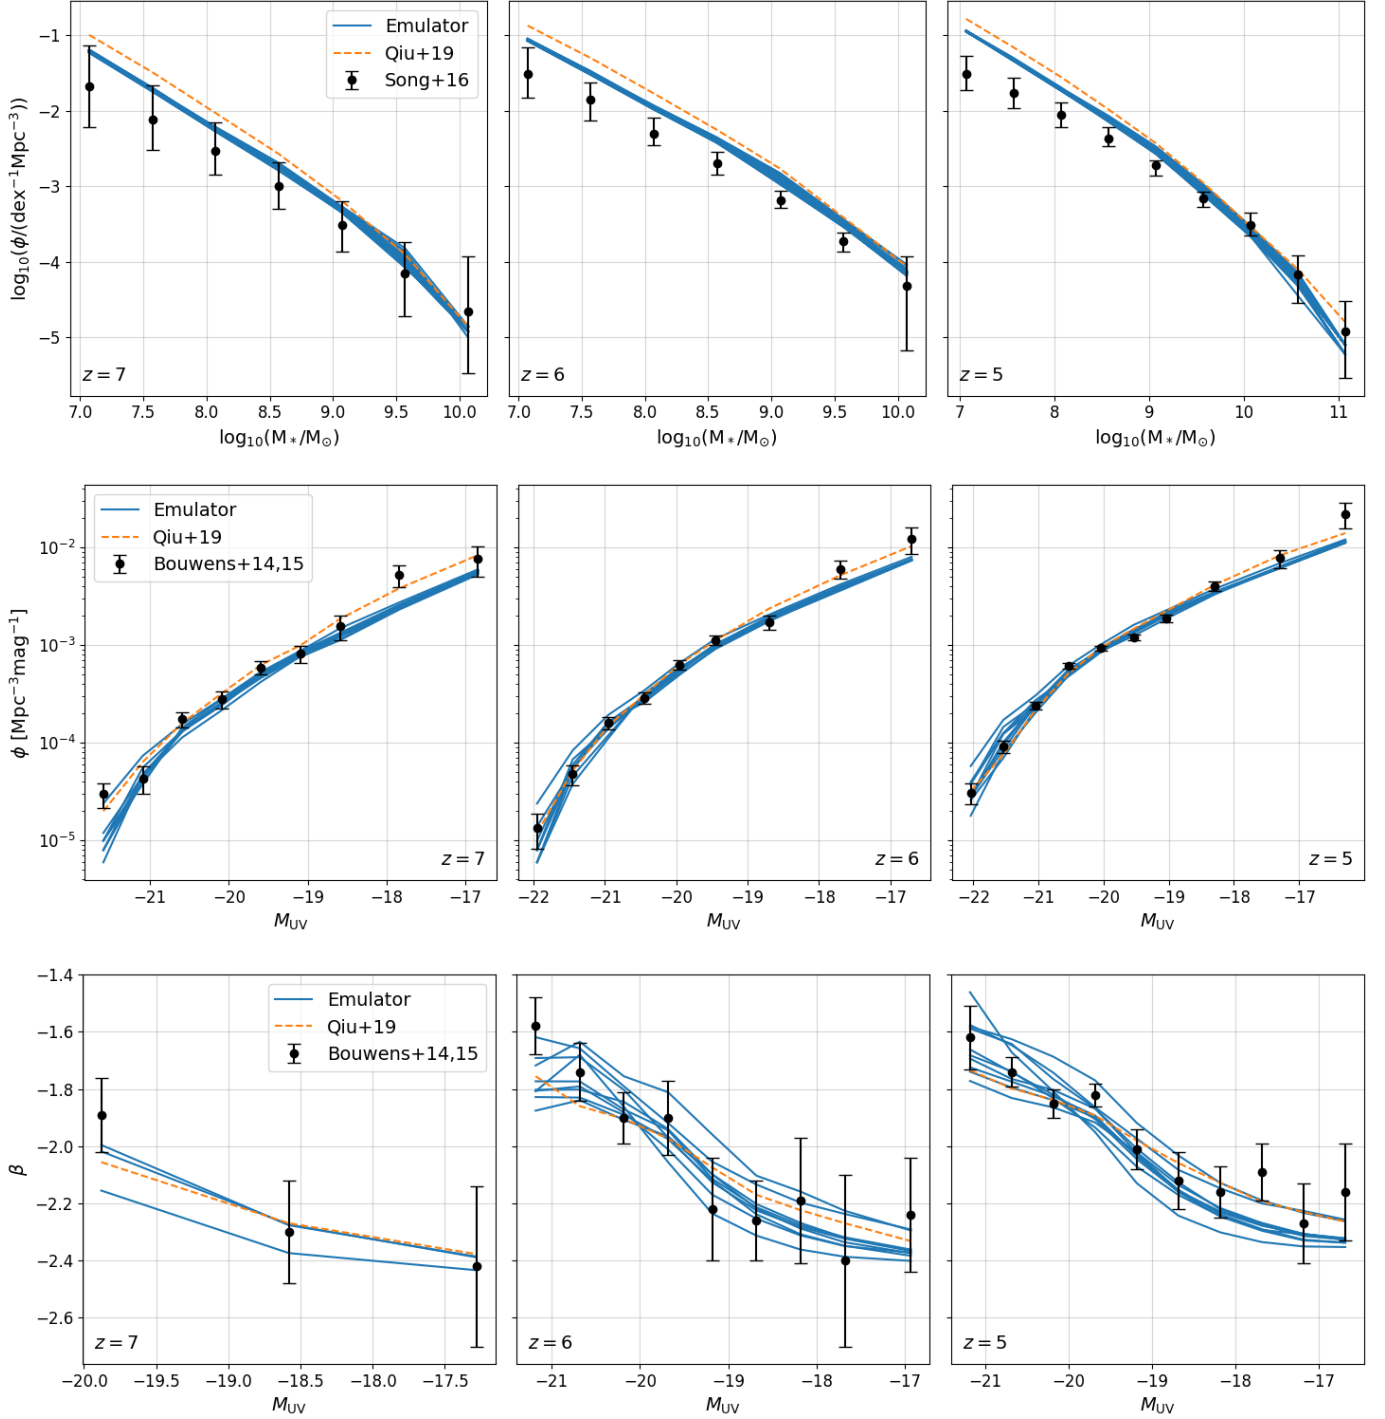 Emulator
Qiu+19
Song+16
−1
−2
−3
−4
−5
log₁₀(ϕ/(dex⁻¹Mpc⁻³))
z = 7
z = 6
z = 5
7.0 7.5 8.0 8.5 9.0 9.5 10.0
7.0 7.5 8.0 8.5 9.0 9.5 10.0
7 8 9 10 11
log₁₀(M∗/M⊙)
log₁₀(M∗/M⊙)
log₁₀(M∗/M⊙)
Emulator
Qiu+19
Bouwens+14,15
10⁻²
10⁻³
10⁻⁴
10⁻⁵
ϕ [Mpc⁻³mag⁻¹]
z = 7
z = 6
z = 5
−21 −20 −19 −18 −17
−22 −21 −20 −19 −18 −17
−22 −21 −20 −19 −18 −17
M_UV
M_UV
M_UV
Emulator
Qiu+19
Bouwens+14,15
−1.4
−1.6
−1.8
−2.0
−2.2
−2.4
−2.6
β
z = 7
z = 6
z = 5
−20.0 −19.5 −19.0 −18.5 −18.0 −17.5
−21 −20 −19 −18 −17
−21 −20 −19 −18 −17
M_UV
M_UV
M_UV